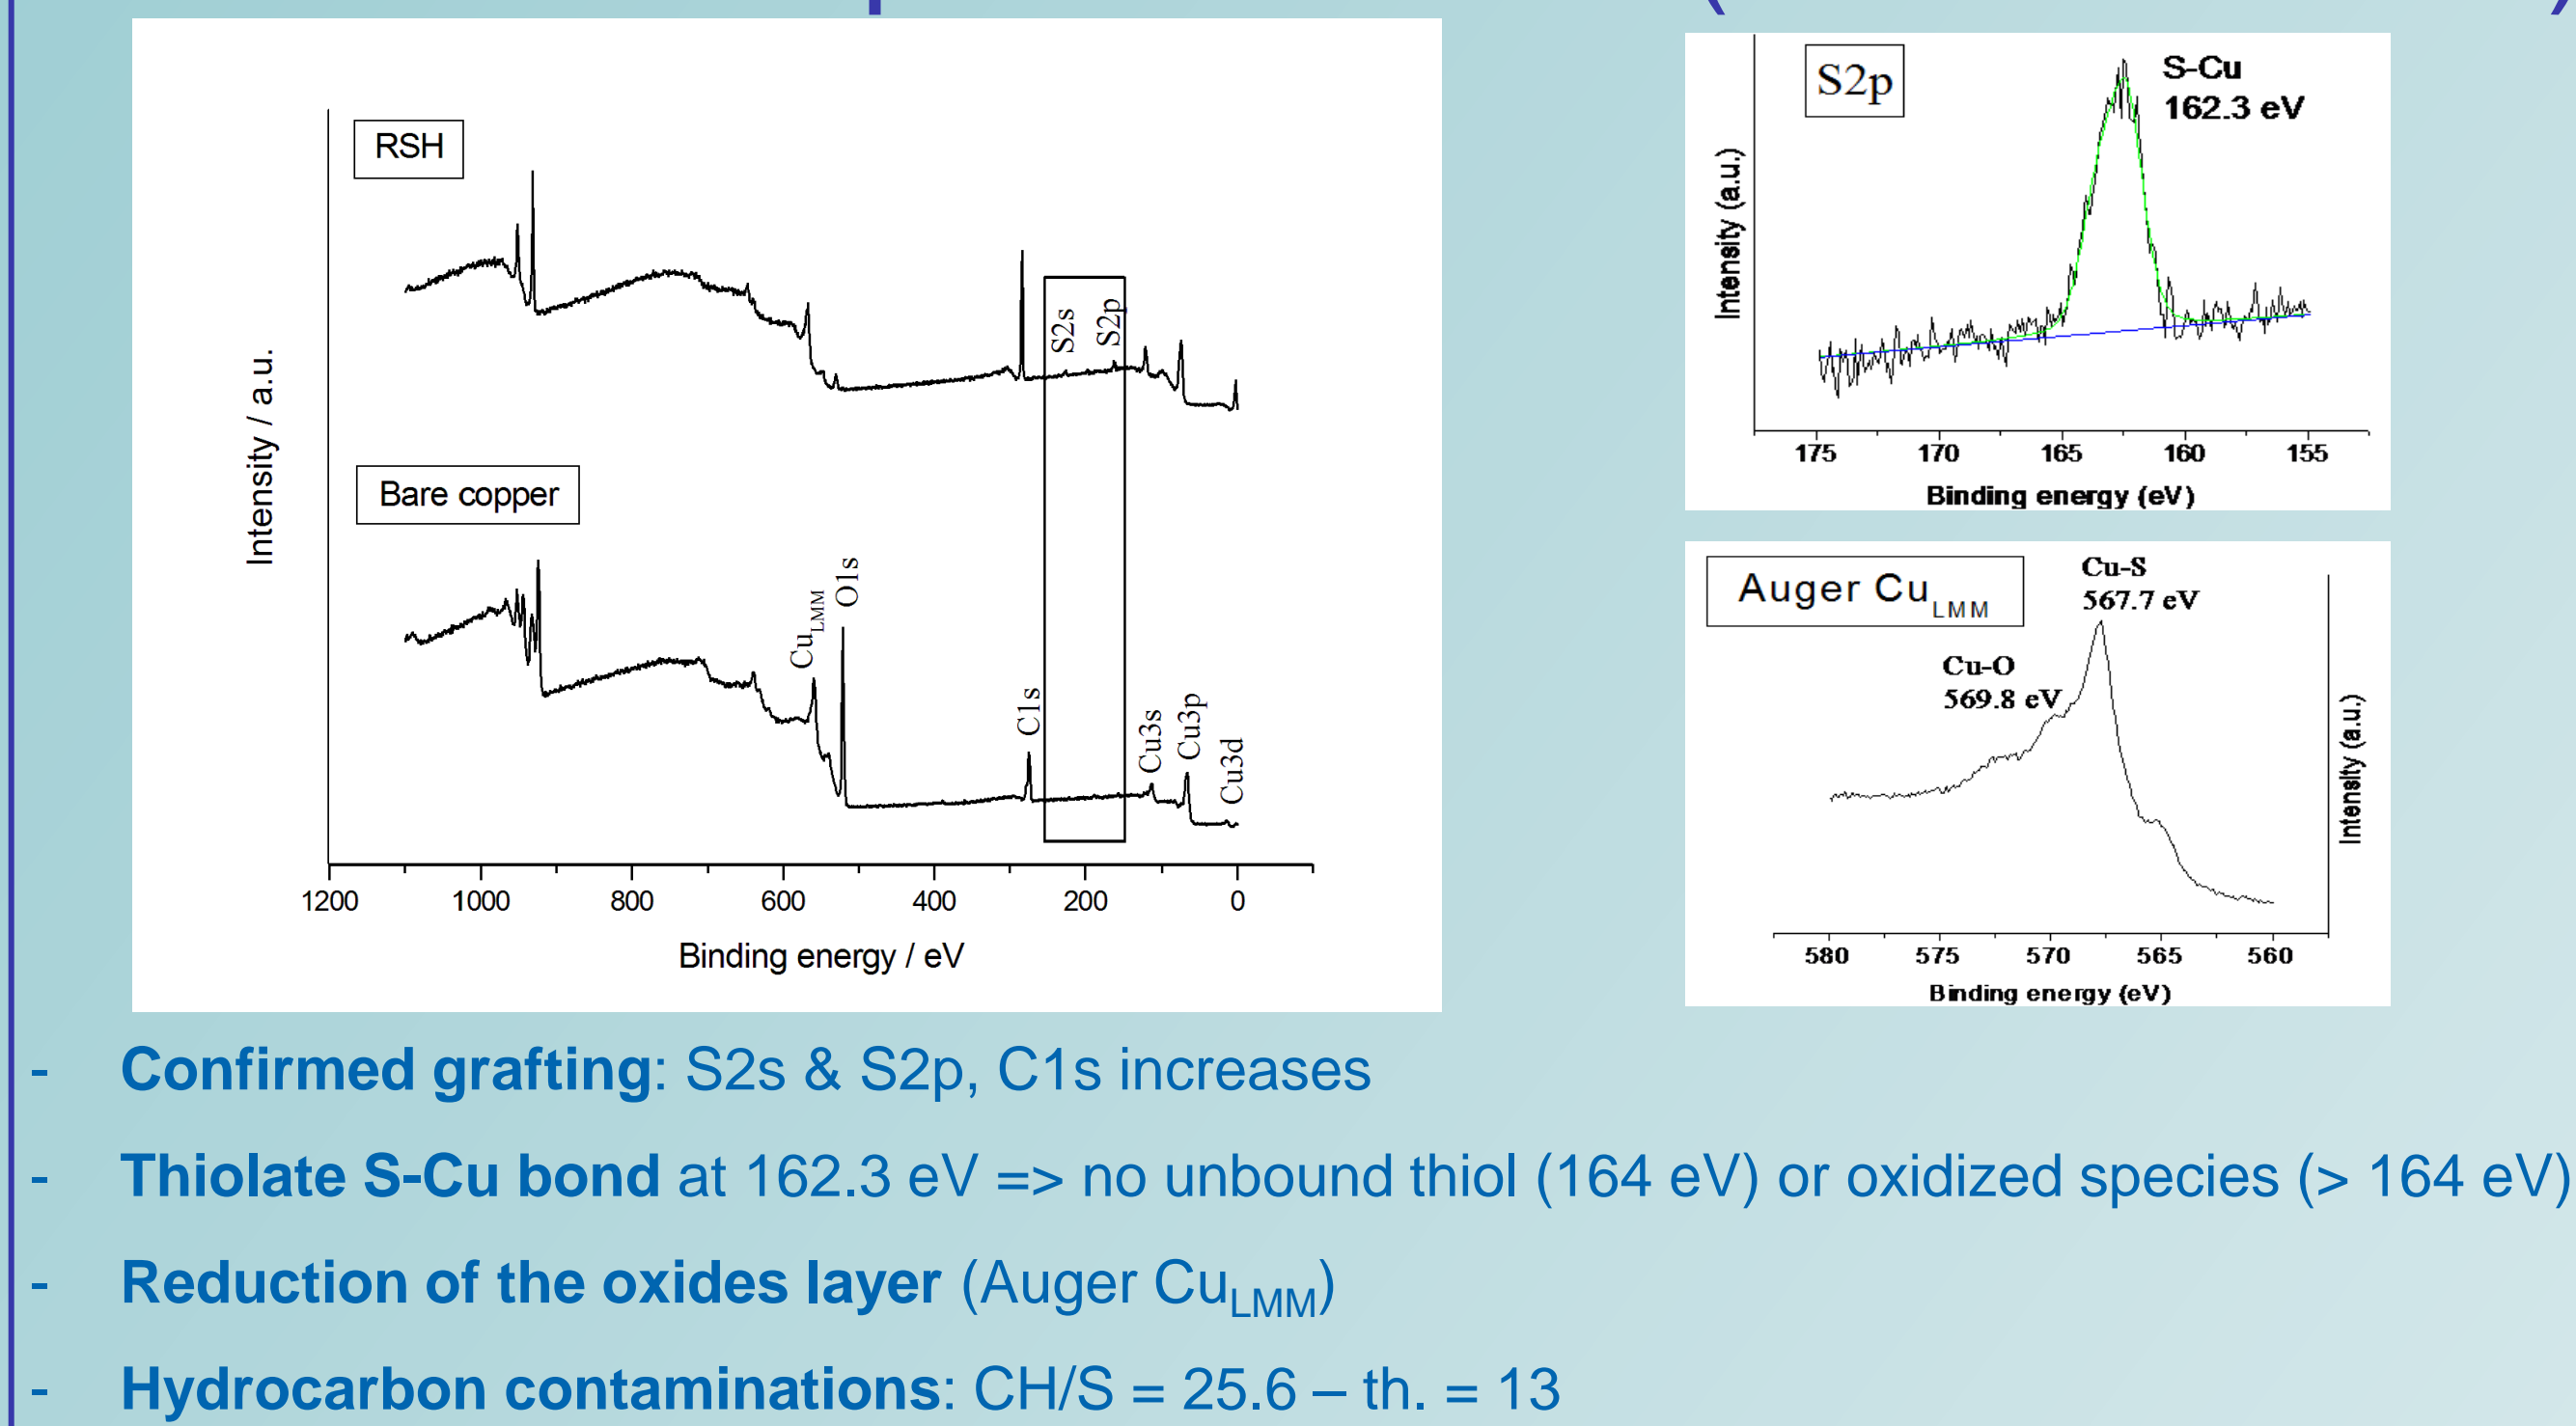 RSH
Bare copper
S2s
S2p
Cu_LMM
O1s
C1s
Cu3s
Cu3p
Cu3d
Intensity / a.u.
1200 1000 800 600 400 200 0
Binding energy / eV
S2p
S-Cu
162.3 eV
Intensity (a.u.)
175 170 165 160 155
Binding energy (eV)
Auger Cu_LMM
Cu-S
567.7 eV
Cu-O
569.8 eV
Intensity (a.u.)
580 575 570 565 560
Binding energy (eV)
- Confirmed grafting: S2s & S2p, C1s increases
- Thiolate S-Cu bond at 162.3 eV => no unbound thiol (164 eV) or oxidized species (> 164 eV)
- Reduction of the oxides layer (Auger Cu_LMM)
- Hydrocarbon contaminations: CH/S = 25.6 – th. = 13